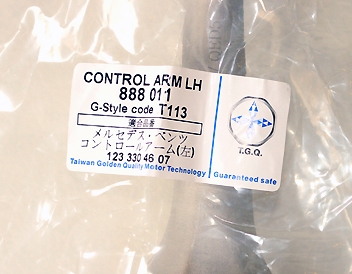 CONTROL ARM LH
888 011
G-Style code T113
適合品番
メルセデス・ベンツ
コントロールアーム(左)
123 330 46 07
Taiwan Golden Quality Motor Technology
T.G.Q.
Guaranteed safe